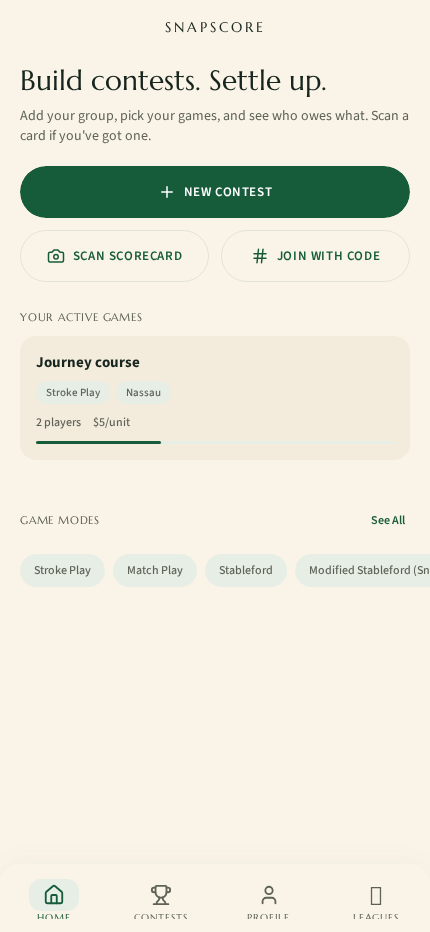 SNAPSCORE
Build contests. Settle up.
Add your group, pick your games, and see who owes what. Scan a
card if you've got one.
NEW CONTEST
SCAN SCORECARD
JOIN WITH CODE
YOUR ACTIVE GAMES
Journey course
Stroke Play
Nassau
2 players $5/unit
GAME MODES
See All
Stroke Play
Match Play
Stableford
Modified Stableford (Sn
HOME
CONTESTS
PROFILE
LEAGUES